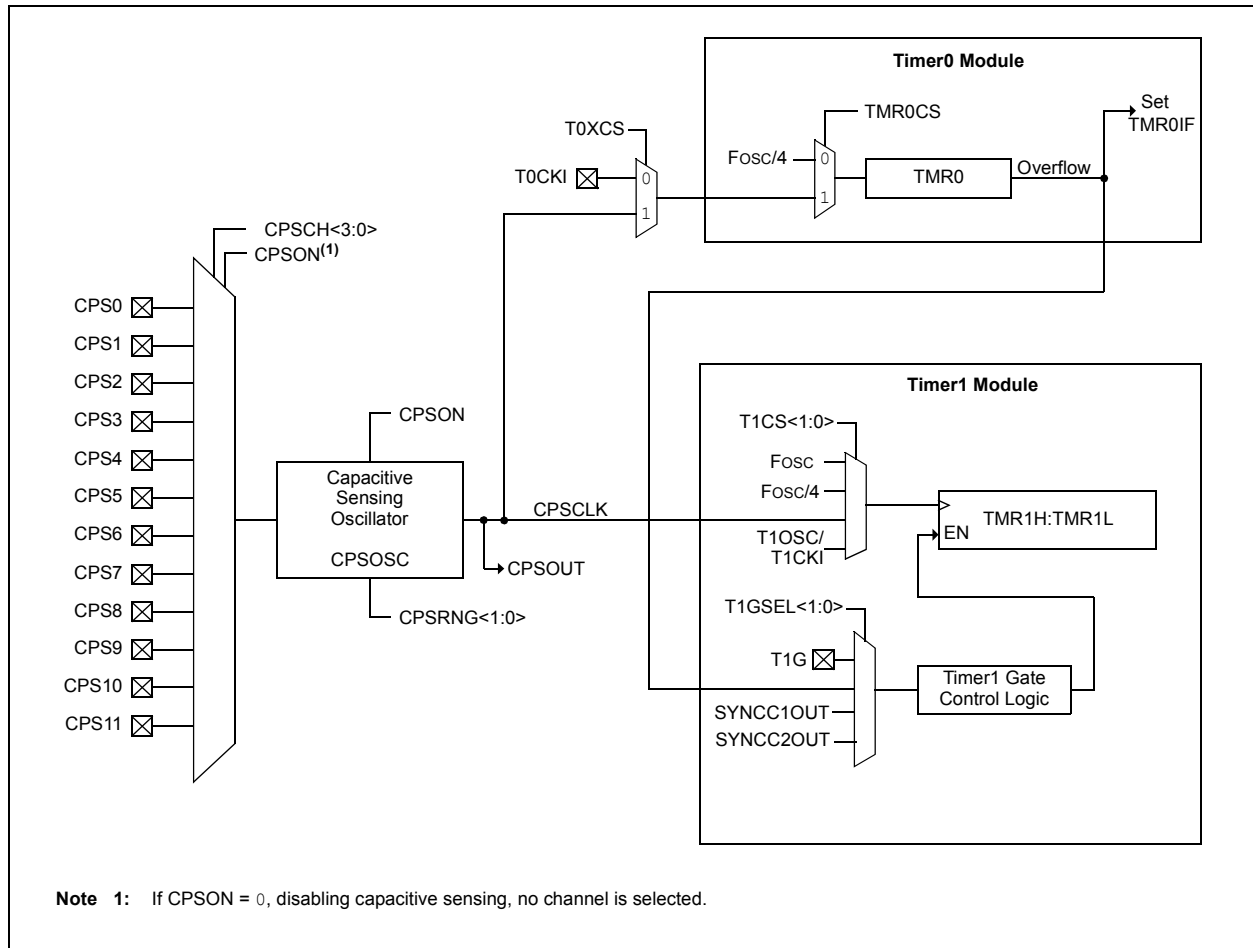 Timer0 Module
TMR0CS
Set
TMR0IF
T0XCS
FOSC/4
0
1
TMR0
Overflow
T0CKI
0
1
CPSCH<3:0>
CPSON(1)
CPS0
CPS1
CPS2
CPS3
CPS4
CPS5
CPS6
CPS7
CPS8
CPS9
CPS10
CPS11
CPSON
Capacitive
Sensing
Oscillator
CPSOSC
CPSRNG<1:0>
CPSCLK
CPSOUT
Timer1 Module
T1CS<1:0>
FOSC
FOSC/4
T1OSC/
T1CKI
TMR1H:TMR1L
EN
T1GSEL<1:0>
T1G
SYNCC1OUT
SYNCC2OUT
Timer1 Gate
Control Logic
Note 1: If CPSON = 0, disabling capacitive sensing, no channel is selected.